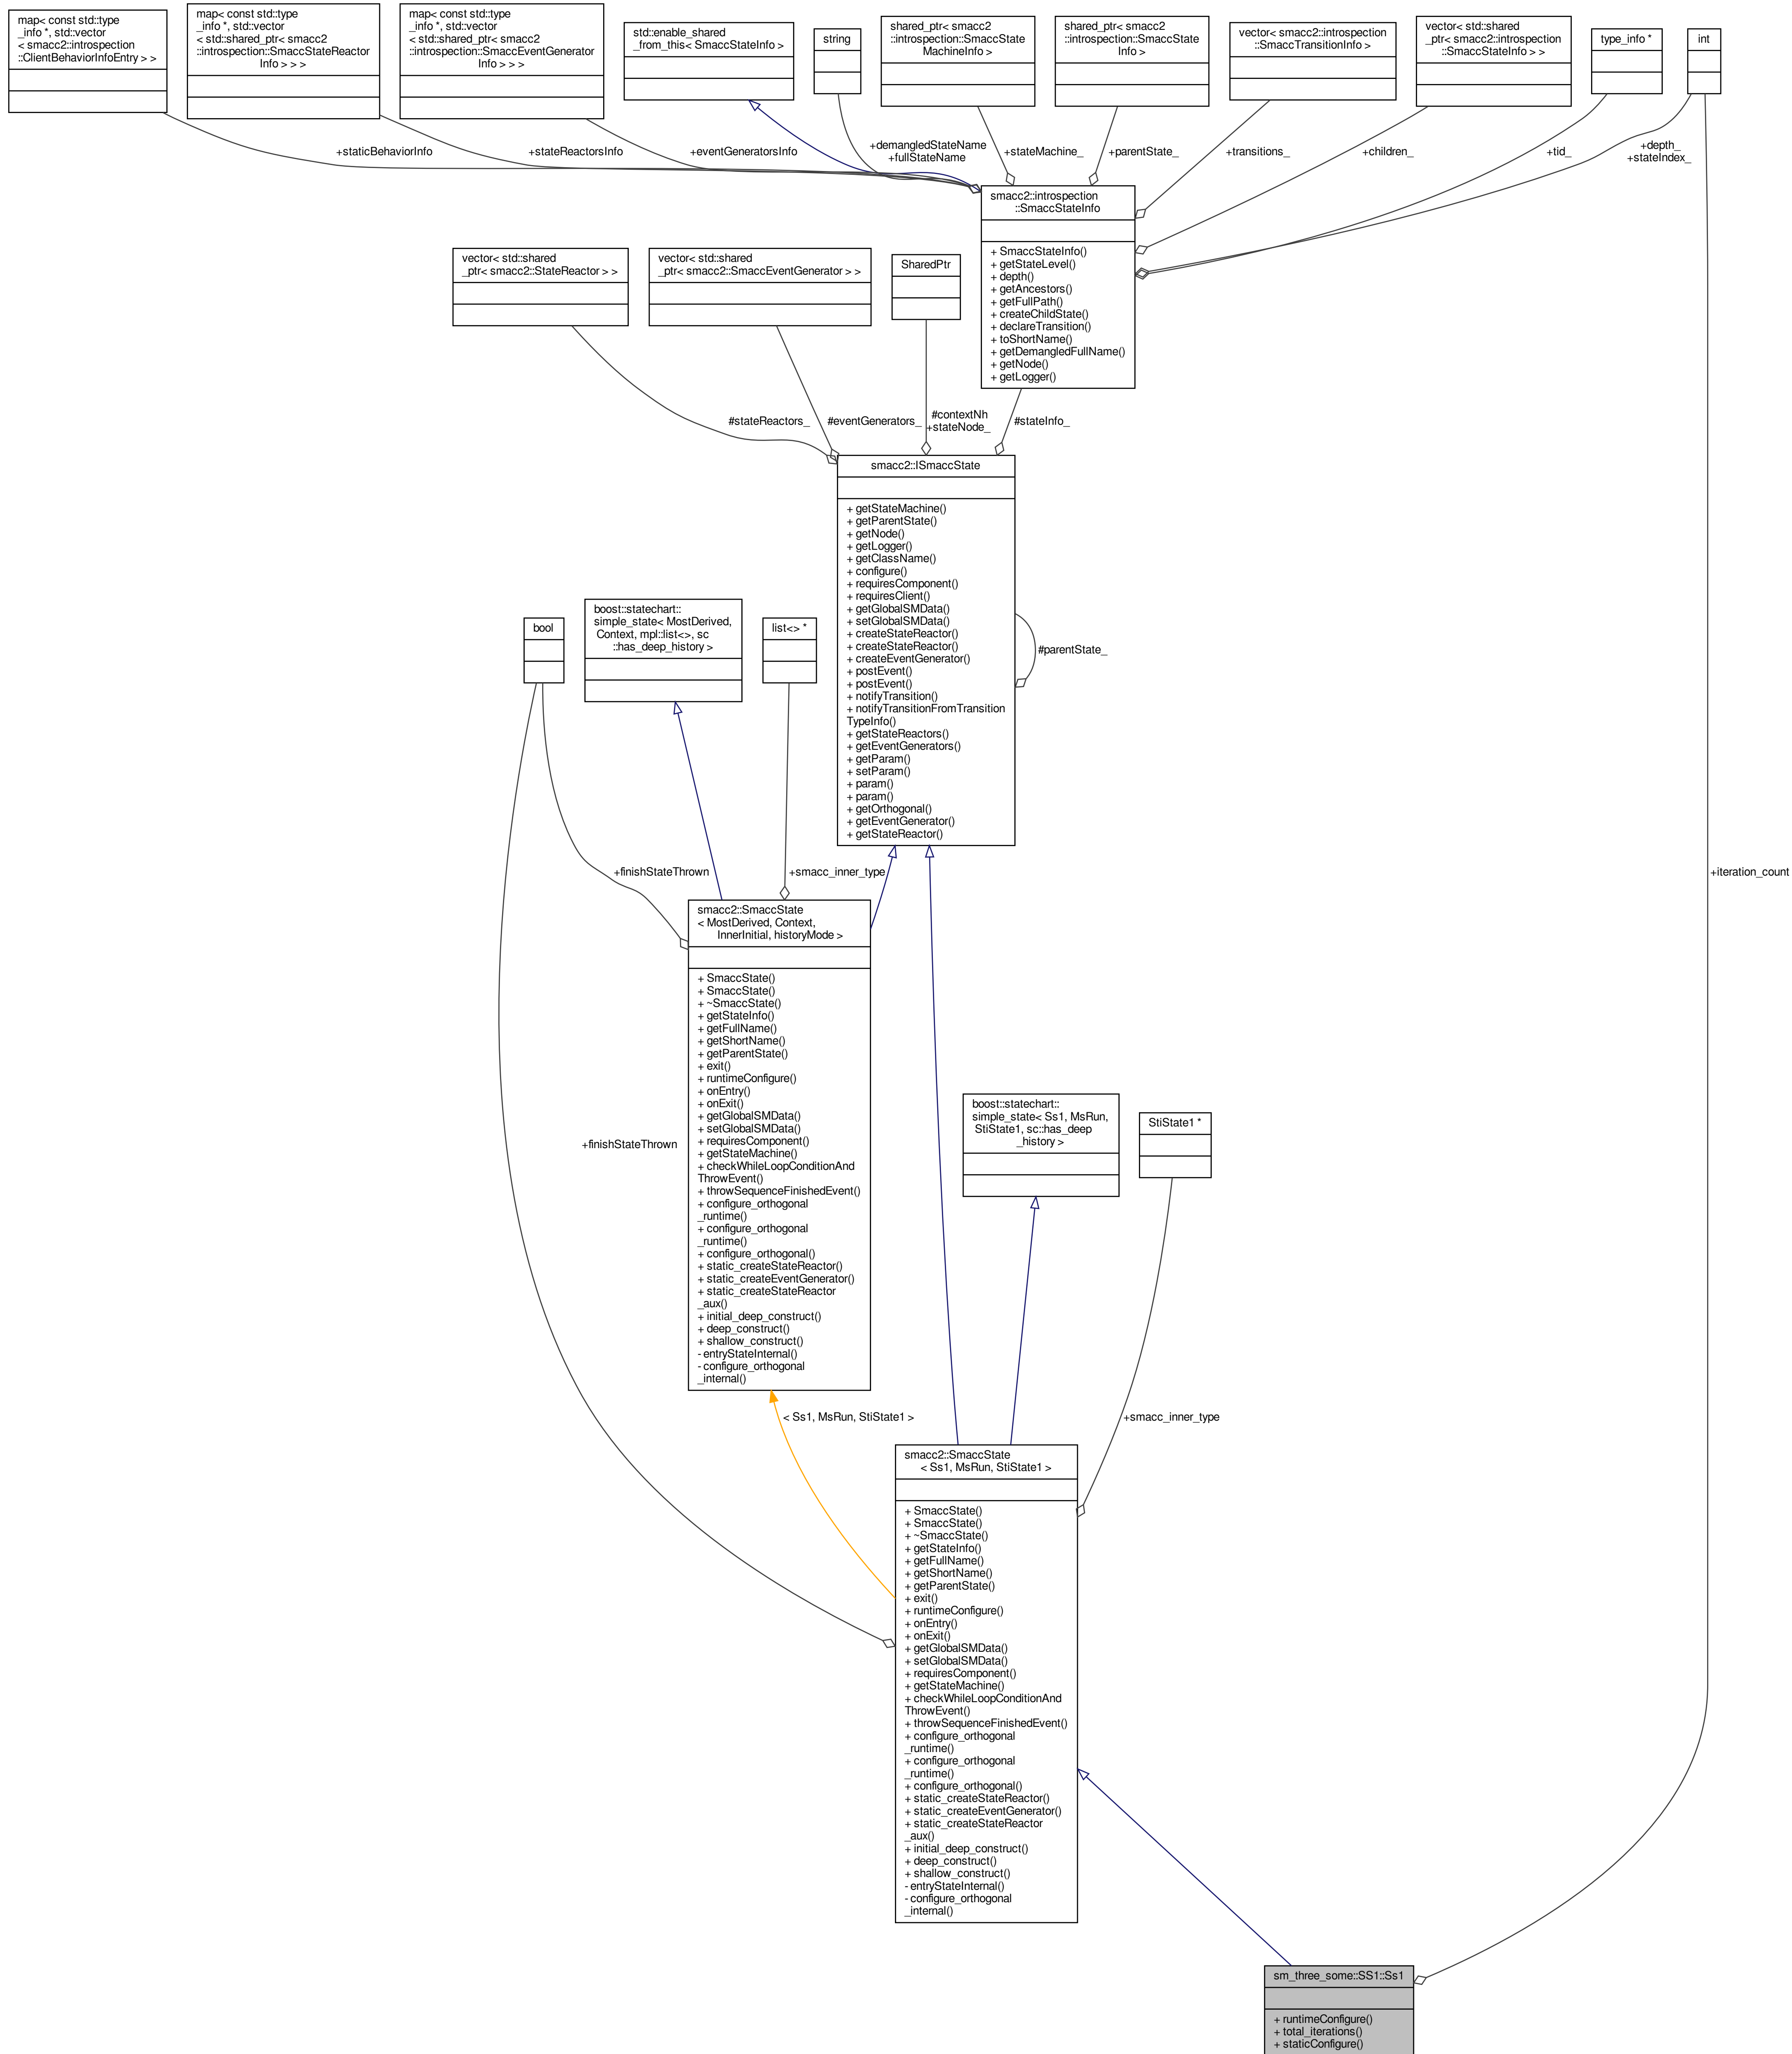 map< const std::type
_info *, std::vector
< smacc2::introspection
::ClientBehaviorInfoEntry > >
map< const std::type
_info *, std::vector
< std::shared_ptr< smacc2
::introspection::SmaccStateReactor
Info > > >
map< const std::type
_info *, std::vector
< std::shared_ptr< smacc2
::introspection::SmaccEventGenerator
Info > > >
std::enable_shared
_from_this< SmaccStateInfo >
string
shared_ptr< smacc2
::introspection::SmaccState
MachineInfo >
shared_ptr< smacc2
::introspection::SmaccState
Info >
vector< smacc2::introspection
::SmaccTransitionInfo >
vector< std::shared
_ptr< smacc2::introspection
::SmaccStateInfo > >
type_info *
int
+staticBehaviorInfo
+stateReactorsInfo
+eventGeneratorsInfo
+demangledStateName
+fullStateName
+stateMachine_
+parentState_
+transitions_
+children_
+tid_
+depth_
+stateIndex_
smacc2::introspection
::SmaccStateInfo
+ SmaccStateInfo()
+ getStateLevel()
+ depth()
+ getAncestors()
+ getFullPath()
+ createChildState()
+ declareTransition()
+ toShortName()
+ getDemangledFullName()
+ getNode()
+ getLogger()
vector< std::shared
_ptr< smacc2::StateReactor > >
vector< std::shared
_ptr< smacc2::SmaccEventGenerator > >
SharedPtr
#stateReactors_
#eventGenerators_
#contextNh
+stateNode_
#stateInfo_
smacc2::ISmaccState
+ getStateMachine()
+ getParentState()
+ getNode()
+ getLogger()
+ getClassName()
+ configure()
+ requiresComponent()
+ requiresClient()
+ getGlobalSMData()
+ setGlobalSMData()
+ createStateReactor()
+ createStateReactor()
+ createEventGenerator()
+ postEvent()
+ postEvent()
+ notifyTransition()
+ notifyTransitionFromTransition
TypeInfo()
+ getStateReactors()
+ getEventGenerators()
+ getParam()
+ setParam()
+ param()
+ param()
+ getOrthogonal()
+ getEventGenerator()
+ getStateReactor()
#parentState_
bool
boost::statechart::
simple_state< MostDerived,
Context, mpl::list<>, sc
::has_deep_history >
list<> *
+finishStateThrown
+smacc_inner_type
+iteration_count
smacc2::SmaccState
< MostDerived, Context,
InnerInitial, historyMode >
+ SmaccState()
+ SmaccState()
+ ~SmaccState()
+ getStateInfo()
+ getFullName()
+ getShortName()
+ getParentState()
+ exit()
+ runtimeConfigure()
+ onEntry()
+ onExit()
+ getGlobalSMData()
+ setGlobalSMData()
+ requiresComponent()
+ getStateMachine()
+ checkWhileLoopConditionAnd
ThrowEvent()
+ throwSequenceFinishedEvent()
+ configure_orthogonal
_runtime()
+ configure_orthogonal
_runtime()
+ configure_orthogonal()
+ static_createStateReactor()
+ static_createEventGenerator()
+ static_createStateReactor
_aux()
+ initial_deep_construct()
+ deep_construct()
+ shallow_construct()
- entryStateInternal()
- configure_orthogonal
_internal()
+finishStateThrown
boost::statechart::
simple_state< Ss1, MsRun,
StiState1, sc::has_deep
_history >
StiState1 *
< Ss1, MsRun, StiState1 >
+smacc_inner_type
smacc2::SmaccState
< Ss1, MsRun, StiState1 >
+ SmaccState()
+ SmaccState()
+ ~SmaccState()
+ getStateInfo()
+ getFullName()
+ getShortName()
+ getParentState()
+ exit()
+ runtimeConfigure()
+ onEntry()
+ onExit()
+ getGlobalSMData()
+ setGlobalSMData()
+ requiresComponent()
+ getStateMachine()
+ checkWhileLoopConditionAnd
ThrowEvent()
+ throwSequenceFinishedEvent()
+ configure_orthogonal
_runtime()
+ configure_orthogonal
_runtime()
+ configure_orthogonal()
+ static_createStateReactor()
+ static_createEventGenerator()
+ static_createStateReactor
_aux()
+ initial_deep_construct()
+ deep_construct()
+ shallow_construct()
- entryStateInternal()
- configure_orthogonal
_internal()
sm_three_some::SS1::Ss1
+ runtimeConfigure()
+ total_iterations()
+ staticConfigure()